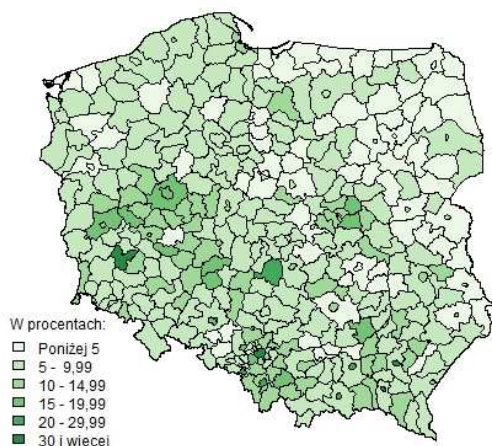 W procentach:
Poniżej 5
5 - 9,99
10 - 14,99
15 - 19,99
20 - 29,99
30 i więcej